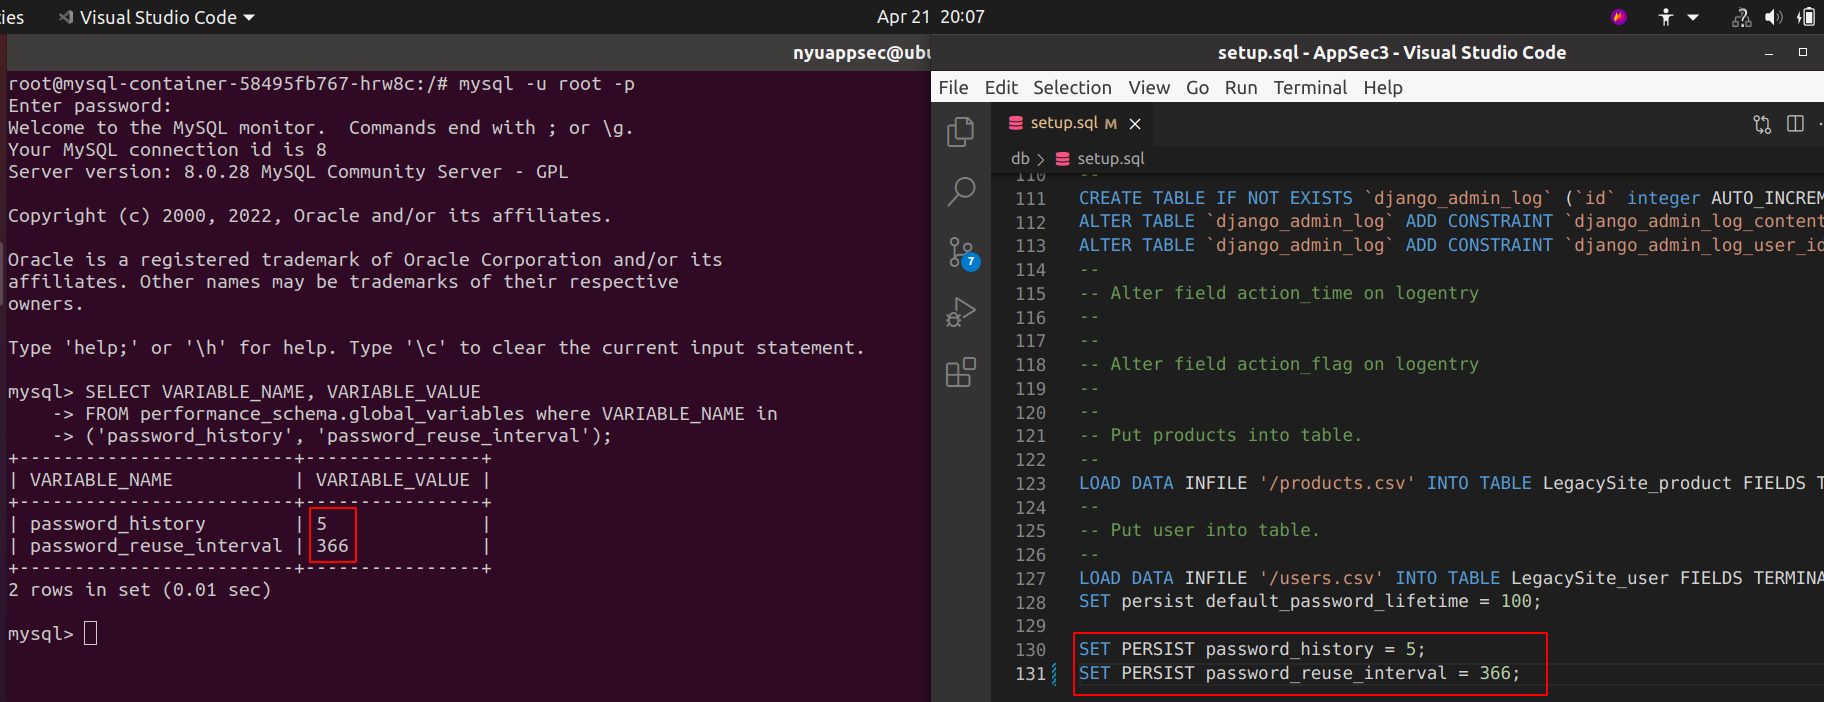 ies Visual Studio Code Apr 21 20:07
nyuappsec@ubu
root@mysql-container-58495fb767-hrw8c:/# mysql -u root -p
Enter password:
Welcome to the MySQL monitor.  Commands end with ; or \g.
Your MySQL connection id is 8
Server version: 8.0.28 MySQL Community Server - GPL
Copyright (c) 2000, 2022, Oracle and/or its affiliates.
Oracle is a registered trademark of Oracle Corporation and/or its
affiliates. Other names may be trademarks of their respective
owners.
Type 'help;' or '\h' for help. Type '\c' to clear the current input statement.
mysql> SELECT VARIABLE_NAME, VARIABLE_VALUE
    -> FROM performance_schema.global_variables where VARIABLE_NAME in
    -> ('password_history', 'password_reuse_interval');
+-------------------------+----------------+
| VARIABLE_NAME           | VARIABLE_VALUE |
+-------------------------+----------------+
| password_history        | 5              |
| password_reuse_interval | 366            |
+-------------------------+----------------+
2 rows in set (0.01 sec)
mysql>
setup.sql - AppSec3 - Visual Studio Code
File Edit Selection View Go Run Terminal Help
setup.sql M
db > setup.sql
7
110 --
111 CREATE TABLE IF NOT EXISTS `django_admin_log` (`id` integer AUTO_INCREM
112 ALTER TABLE `django_admin_log` ADD CONSTRAINT `django_admin_log_content
113 ALTER TABLE `django_admin_log` ADD CONSTRAINT `django_admin_log_user_id
114 --
115 -- Alter field action_time on logentry
116 --
117 --
118 -- Alter field action_flag on logentry
119 --
120 --
121 -- Put products into table.
122 --
123 LOAD DATA INFILE '/products.csv' INTO TABLE LegacySite_product FIELDS T
124 --
125 -- Put user into table.
126 --
127 LOAD DATA INFILE '/users.csv' INTO TABLE LegacySite_user FIELDS TERMINA
128 SET persist default_password_lifetime = 100;
129
130 SET PERSIST password_history = 5;
131 SET PERSIST password_reuse_interval = 366;